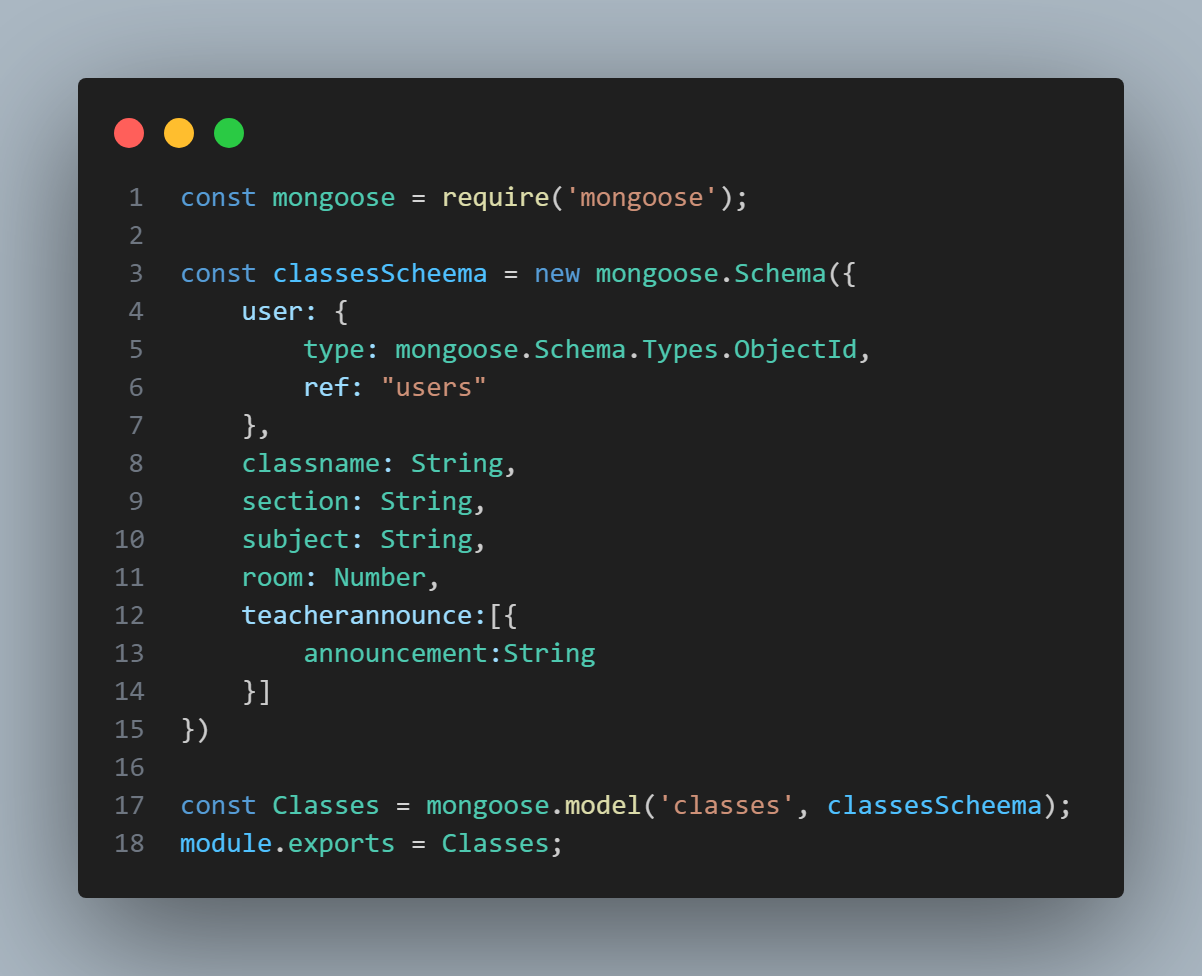 1 const mongoose = require('mongoose');
2
3 const classesScheema = new mongoose.Schema({
4     user: {
5         type: mongoose.Schema.Types.ObjectId,
6         ref: "users"
7     },
8     classname: String,
9     section: String,
10     subject: String,
11     room: Number,
12     teacherannounce:[{
13         announcement:String
14     }]
15 })
16
17 const Classes = mongoose.model('classes', classesScheema);
18 module.exports = Classes;